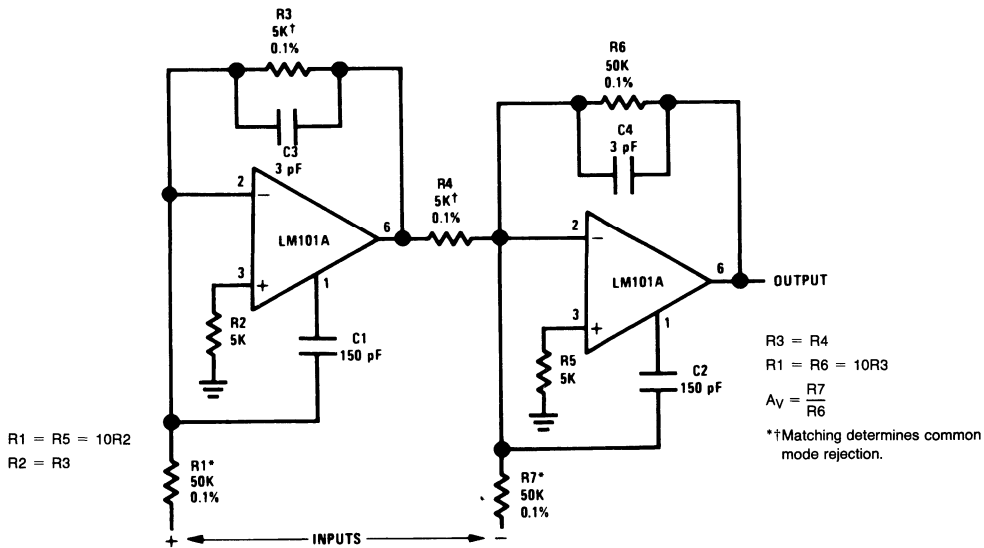 R3
5K†
0.1%
C3
3 pF
2
−
LM101A
6
3
+
1
R2
5K
C1
150 pF
R4
5K†
0.1%
R6
50K
0.1%
C4
3 pF
2
−
LM101A
6
OUTPUT
3
+
1
R5
5K
C2
150 pF
R3 = R4
R1 = R6 = 10R3
AV = R7
R6
*†Matching determines common
mode rejection.
R1 = R5 = 10R2
R2 = R3
R1*
50K
0.1%
R7*
50K
0.1%
+ INPUTS −